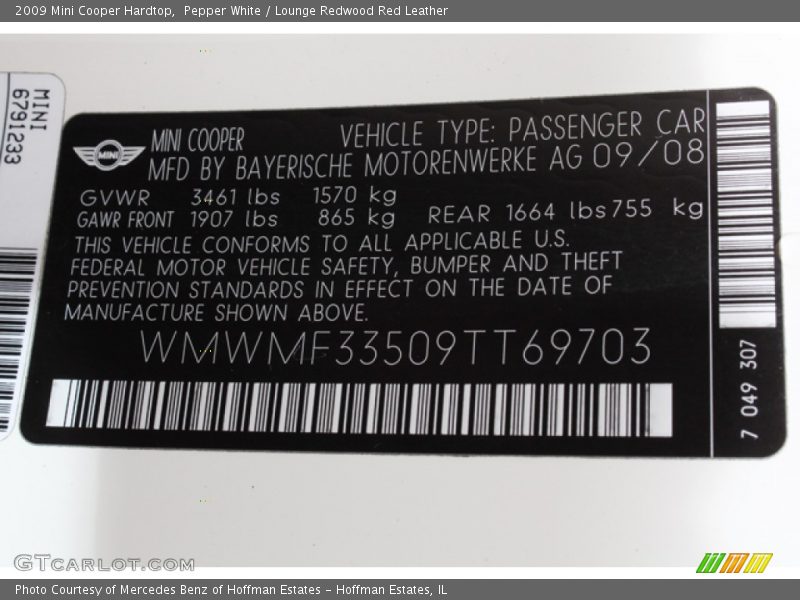 2009 Mini Cooper Hardtop,  Pepper White / Lounge Redwood Red Leather
MINI
6791233
MINI
MINI COOPER VEHICLE TYPE: PASSENGER CAR
MFD BY BAYERISCHE MOTORENWERKE AG 09/08
GVWR 3461 lbs 1570 kg
GAWR FRONT 1907 lbs 865 kg REAR 1664 lbs 755 kg
THIS VEHICLE CONFORMS TO ALL APPLICABLE U.S.
FEDERAL MOTOR VEHICLE SAFETY, BUMPER AND THEFT
PREVENTION STANDARDS IN EFFECT ON THE DATE OF
MANUFACTURE SHOWN ABOVE.
WMWMF33509TT69703
7 049 307
GTCARLOT.COM
Photo Courtesy of Mercedes Benz of Hoffman Estates - Hoffman Estates, IL